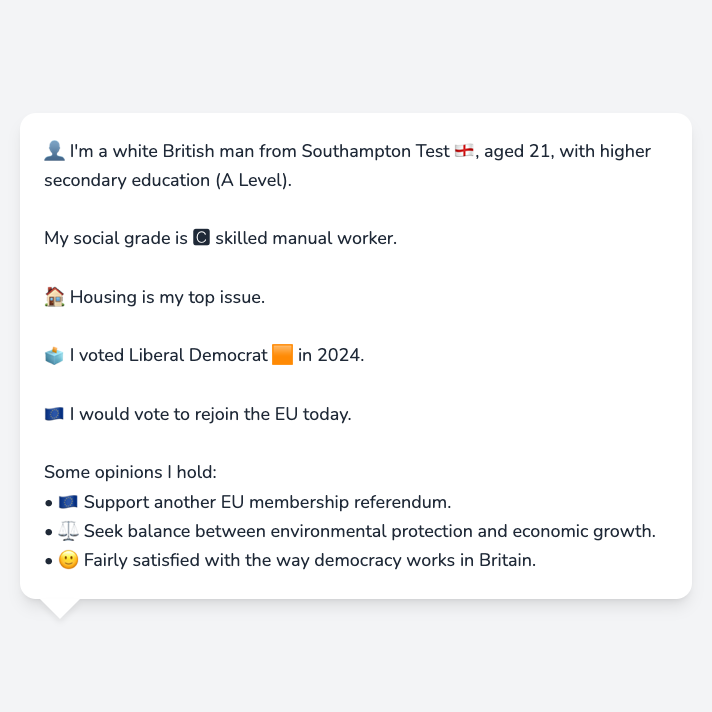 👤 I'm a white British man from Southampton Test 🏴󠁧󠁢󠁥󠁮󠁧󠁿, aged 21, with higher
secondary education (A Level).
My social grade is 🅲 skilled manual worker.
🏠 Housing is my top issue.
🗳️ I voted Liberal Democrat 🟧 in 2024.
🇪🇺 I would vote to rejoin the EU today.
Some opinions I hold:
• 🇪🇺 Support another EU membership referendum.
• ⚖️ Seek balance between environmental protection and economic growth.
• 🙂 Fairly satisfied with the way democracy works in Britain.